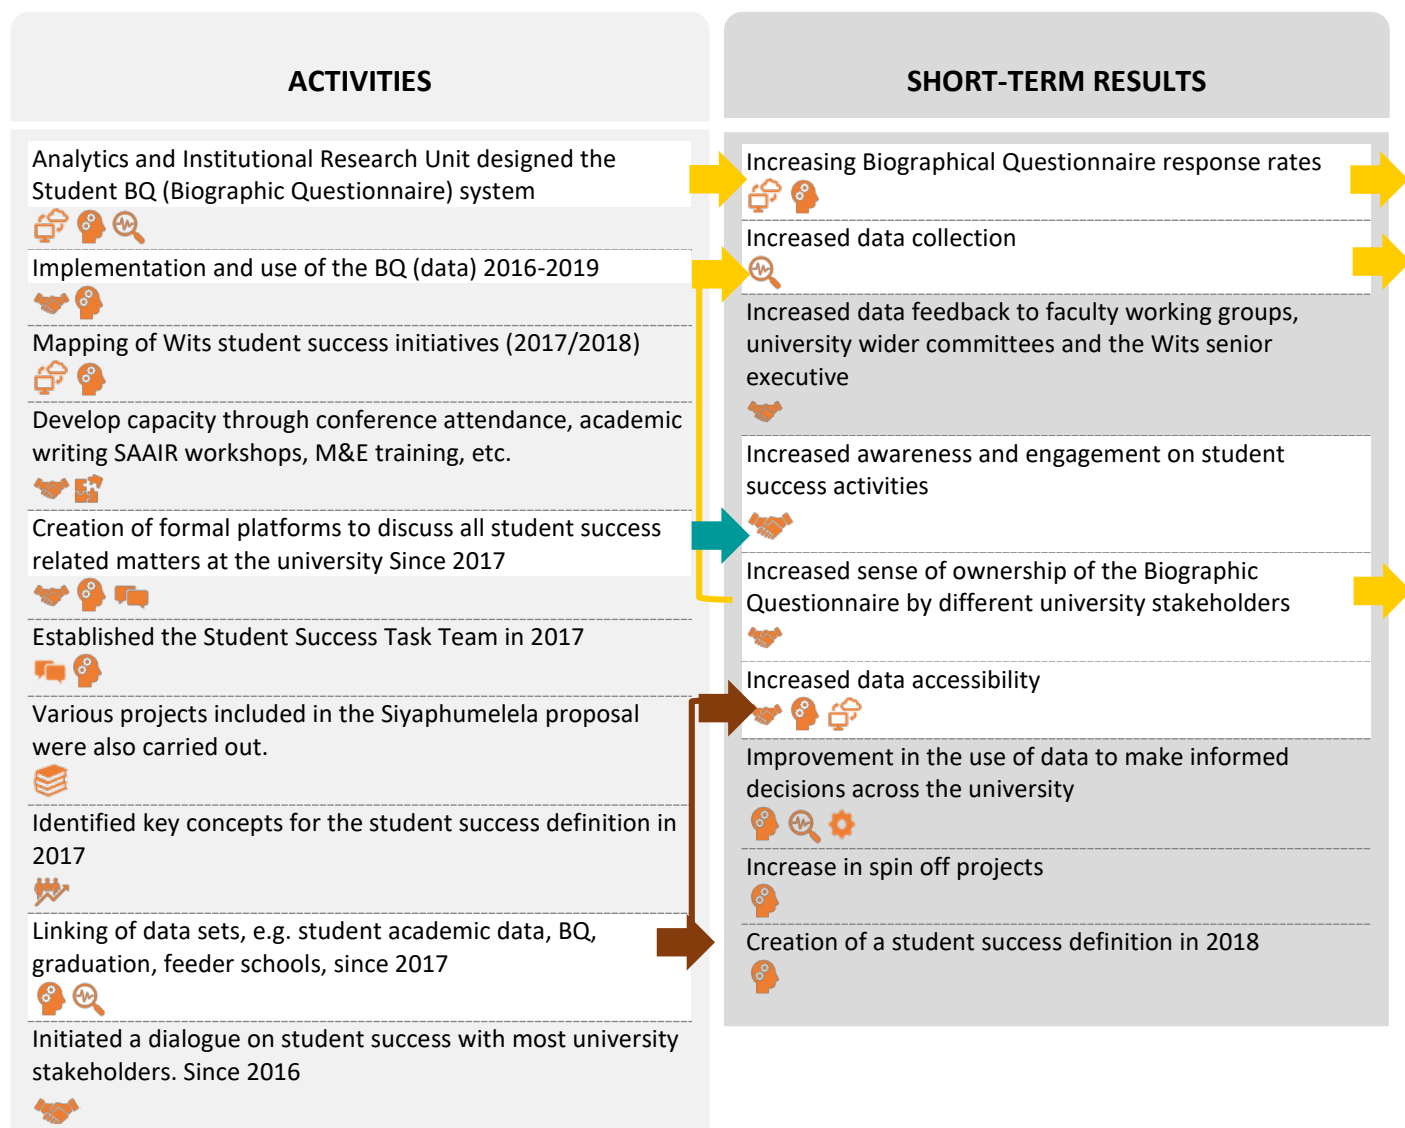 ACTIVITIES
Analytics and Institutional Research Unit designed the
Student BQ (Biographic Questionnaire) system
Implementation and use of the BQ (data) 2016-2019
Mapping of Wits student success initiatives (2017/2018)
Develop capacity through conference attendance, academic
writing SAAIR workshops, M&E training, etc.
Creation of formal platforms to discuss all student success
related matters at the university Since 2017
Established the Student Success Task Team in 2017
Various projects included in the Siyaphumelela proposal
were also carried out.
Identified key concepts for the student success definition in
2017
Linking of data sets, e.g. student academic data, BQ,
graduation, feeder schools, since 2017
Initiated a dialogue on student success with most university
stakeholders. Since 2016
SHORT-TERM RESULTS
Increasing Biographical Questionnaire response rates
Increased data collection
Increased data feedback to faculty working groups,
university wider committees and the Wits senior
executive
Increased awareness and engagement on student
success activities
Increased sense of ownership of the Biographic
Questionnaire by different university stakeholders
Increased data accessibility
Improvement in the use of data to make informed
decisions across the university
Increase in spin off projects
Creation of a student success definition in 2018